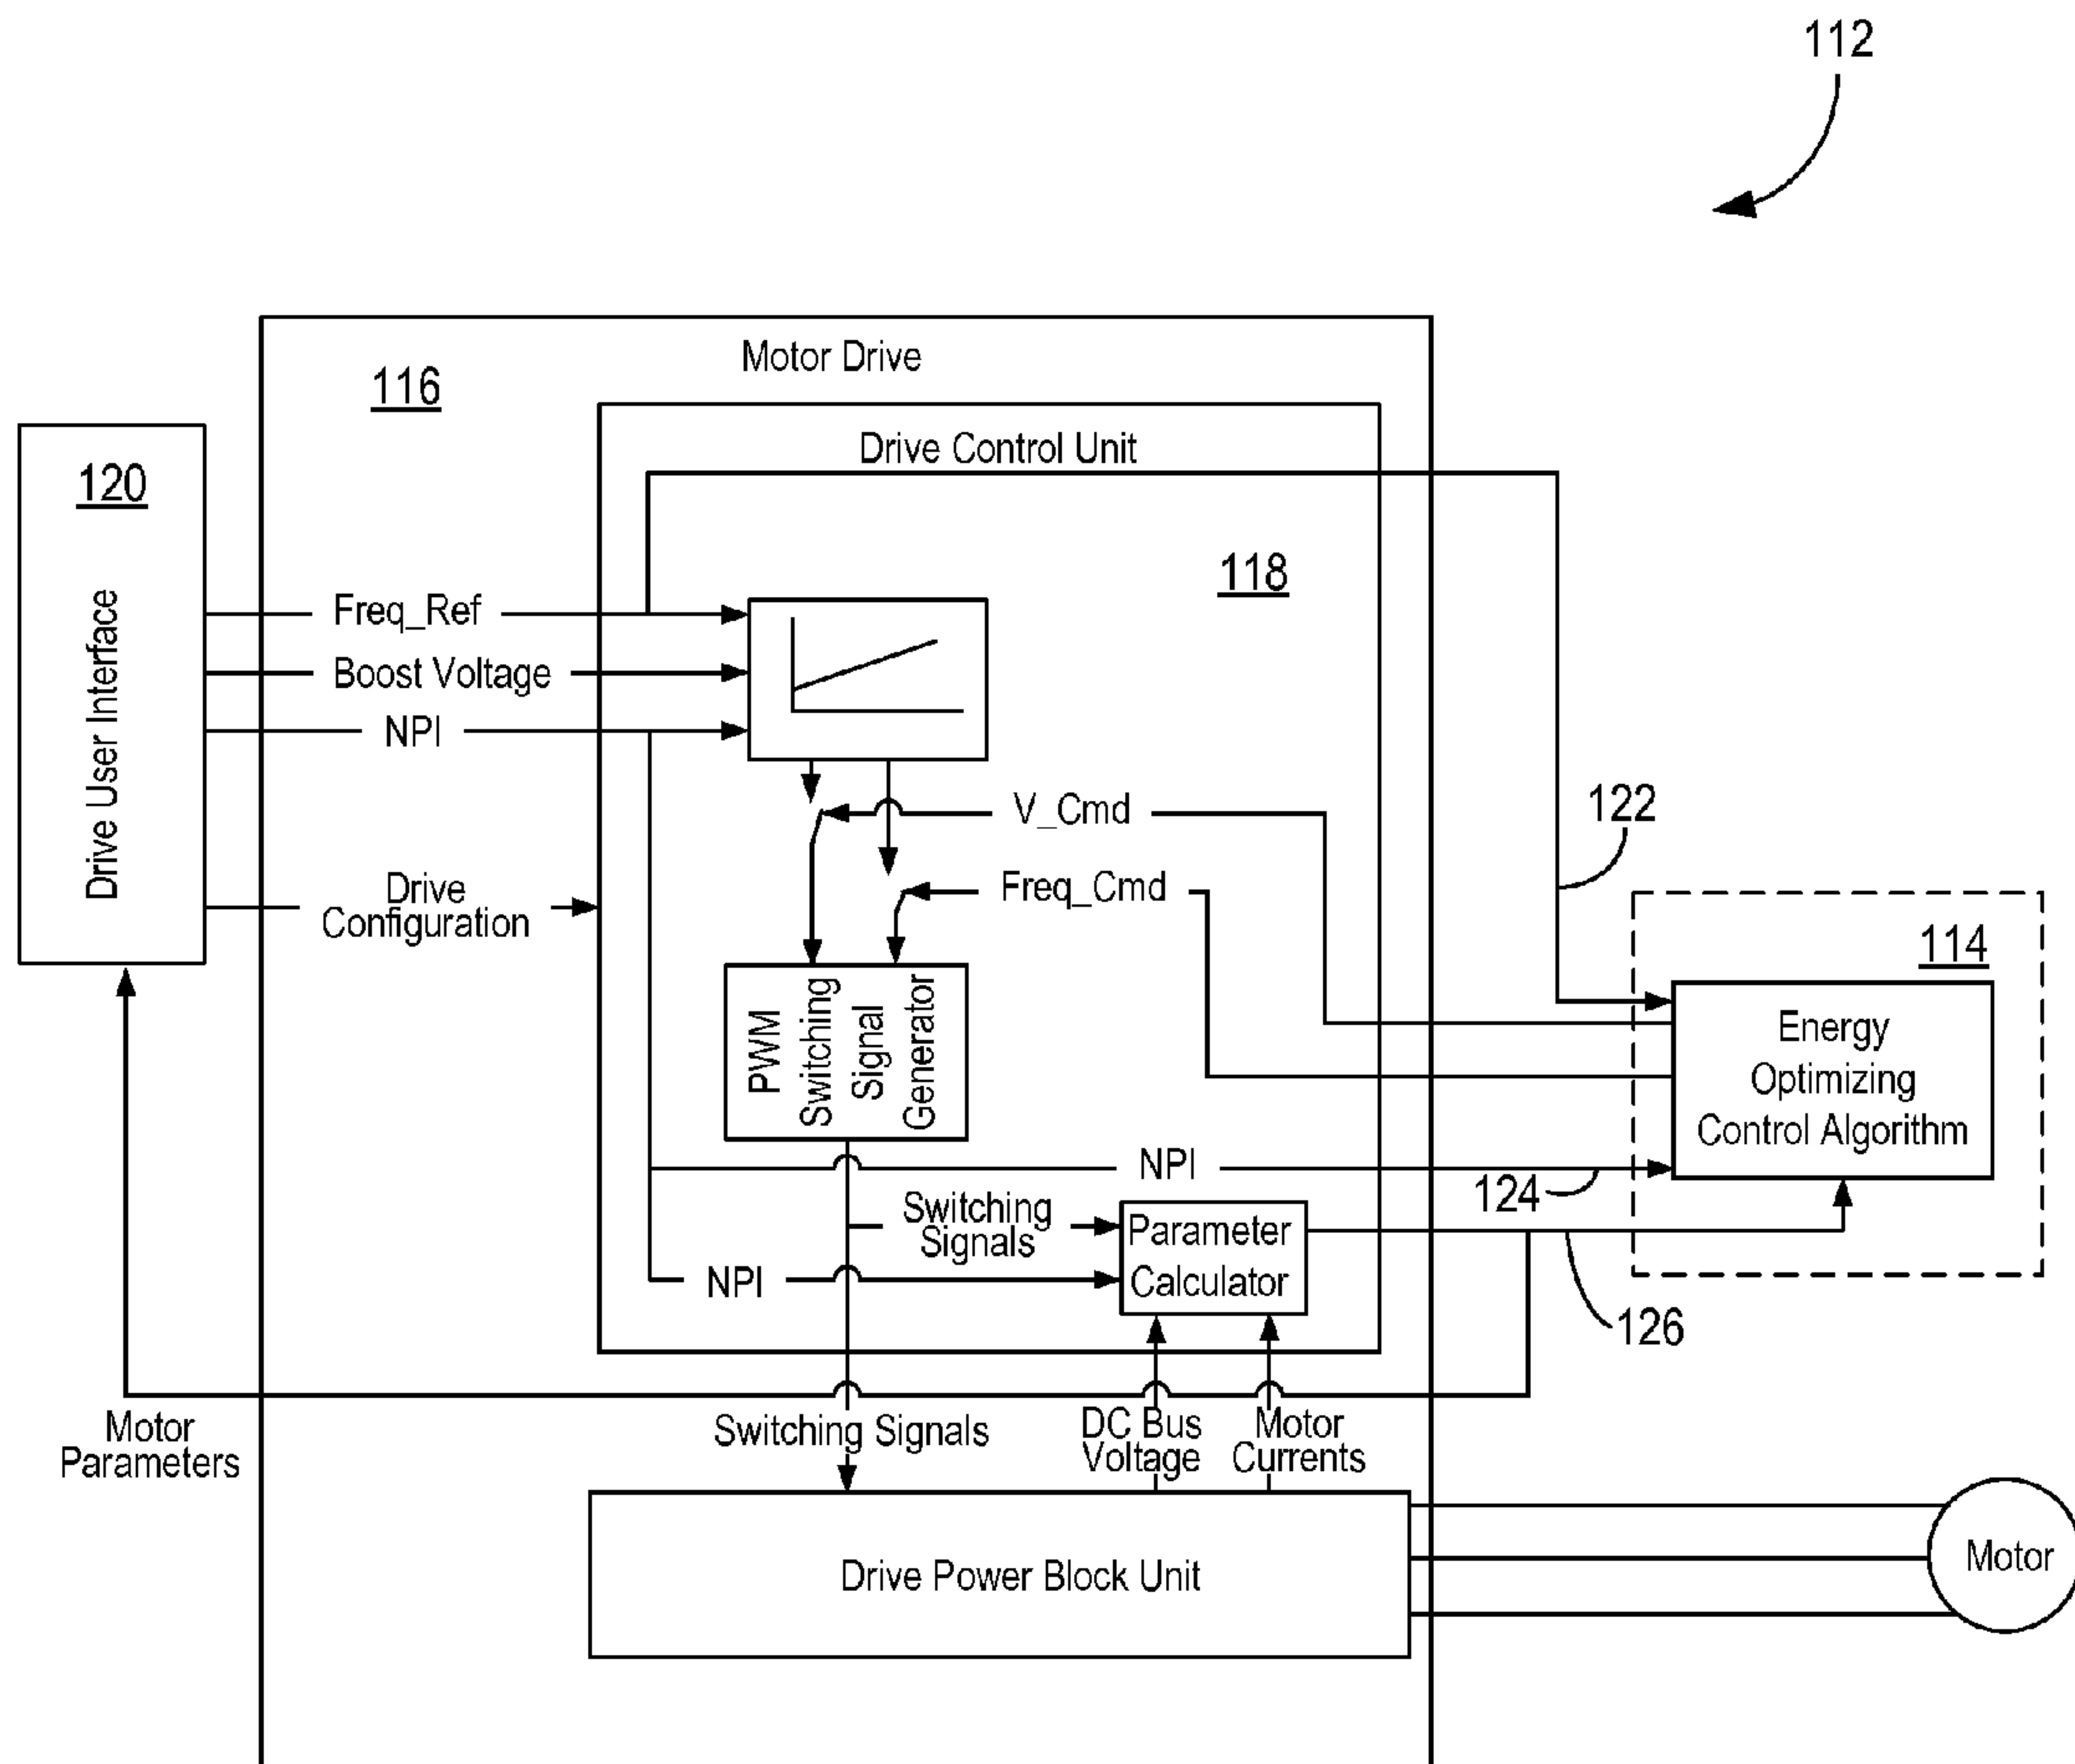 112
Motor Drive
116
Drive Control Unit
120
Drive User Interface
118
Freq_Ref
Boost Voltage
NPI
V_Cmd
122
Drive
Configuration
Freq_Cmd
114
PWM
Switching
Signal
Generator
Energy
Optimizing
Control Algorithm
NPI
124
Switching
Signals
Parameter
Calculator
NPI
126
Motor
Parameters
Switching Signals
DC Bus
Voltage
Motor
Currents
Drive Power Block Unit
Motor